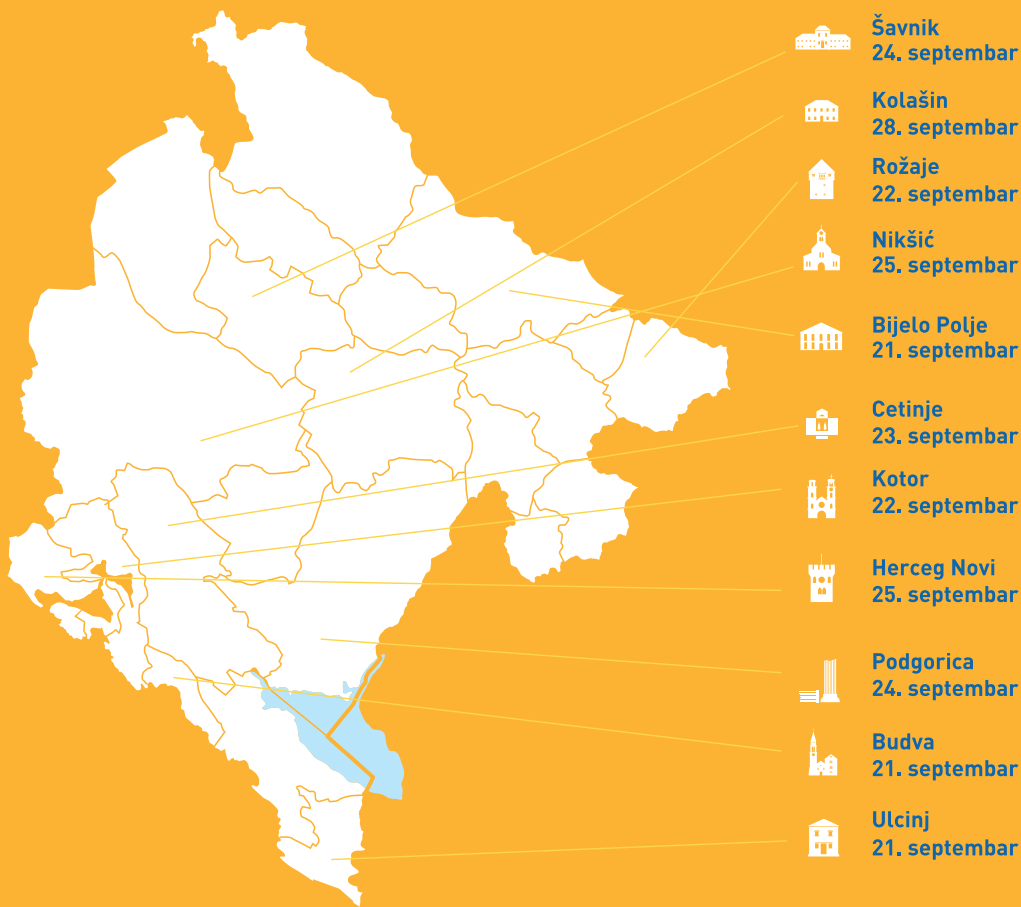 Šavnik
24. septembar
Kolašin
28. septembar
Rožaje
22. septembar
Nikšić
25. septembar
Bijelo Polje
21. septembar
Cetinje
23. septembar
Kotor
22. septembar
Herceg Novi
25. septembar
Podgorica
24. septembar
Budva
21. septembar
Ulcinj
21. septembar